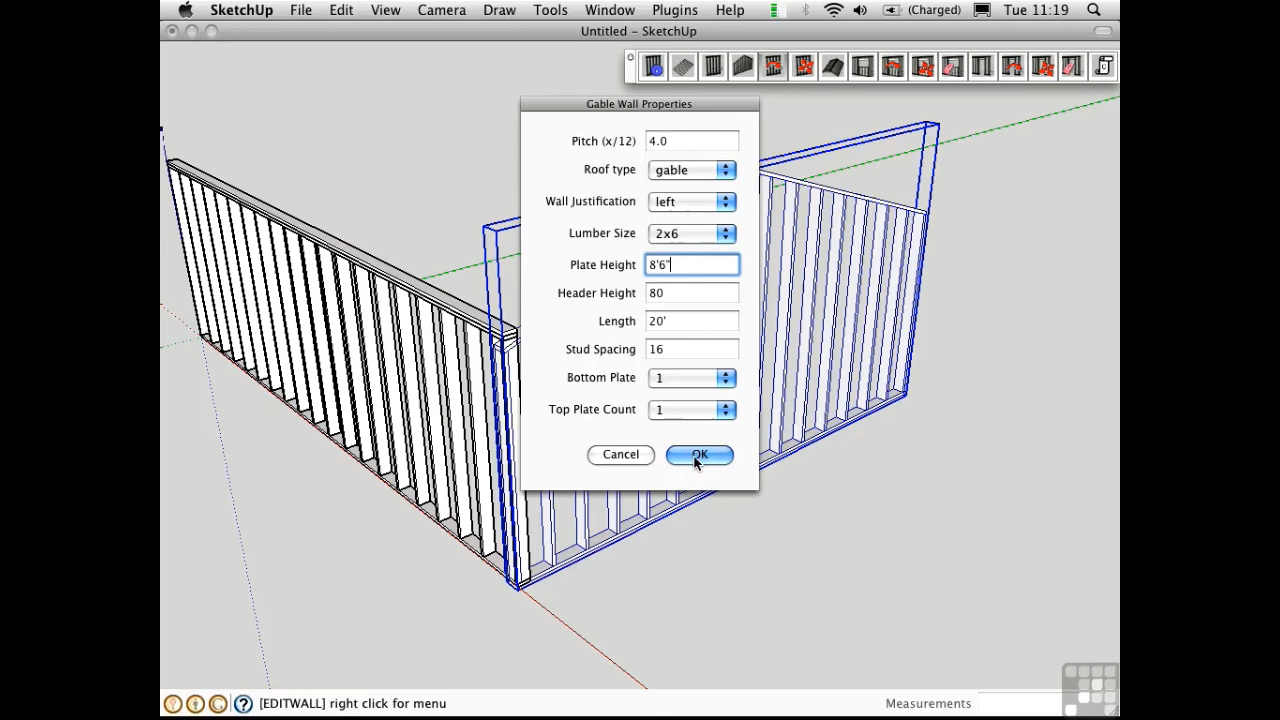 SketchUp File Edit View Camera Draw Tools Window Plugins Help (Charged) Tue 11:19
Untitled – SketchUp
Gable Wall Properties
Pitch (x/12) 4.0
Roof type gable
Wall Justification left
Lumber Size 2x6
Plate Height 8'6"
Header Height 80
Length 20'
Stud Spacing 16
Bottom Plate 1
Top Plate Count 1
Cancel OK
[EDITWALL] right click for menu Measurements